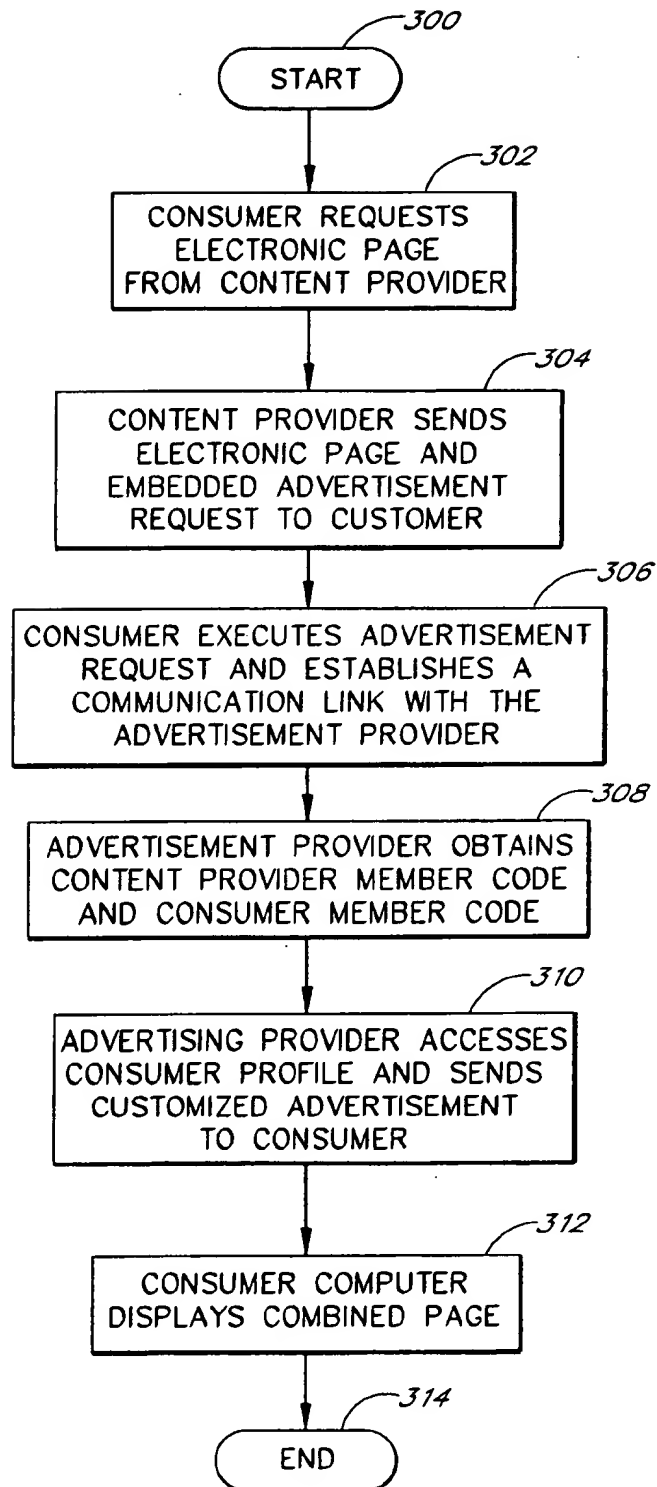 300
START
302
CONSUMER REQUESTS
ELECTRONIC PAGE
FROM CONTENT PROVIDER
304
CONTENT PROVIDER SENDS
ELECTRONIC PAGE AND
EMBEDDED ADVERTISEMENT
REQUEST TO CUSTOMER
306
CONSUMER EXECUTES ADVERTISEMENT
REQUEST AND ESTABLISHES A
COMMUNICATION LINK WITH THE
ADVERTISEMENT PROVIDER
308
ADVERTISEMENT PROVIDER OBTAINS
CONTENT PROVIDER MEMBER CODE
AND CONSUMER MEMBER CODE
310
ADVERTISING PROVIDER ACCESSES
CONSUMER PROFILE AND SENDS
CUSTOMIZED ADVERTISEMENT
TO CONSUMER
312
CONSUMER COMPUTER
DISPLAYS COMBINED PAGE
314
END